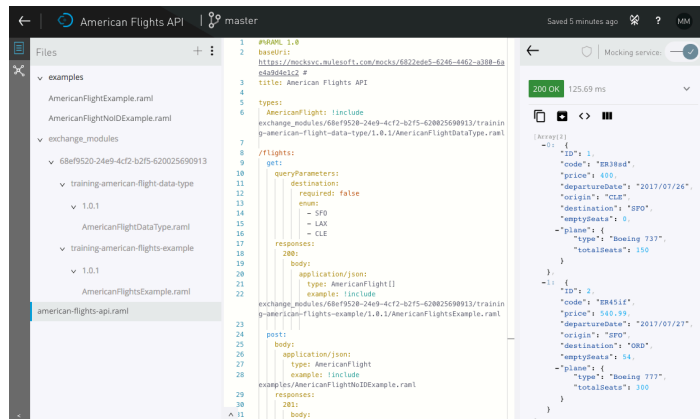 American Flights API
master
Saved 5 minutes ago
?
MM
Files
examples
AmericanFlightExample.raml
AmericanFlightNoIDExample.raml
exchange_modules
68ef9520-24e9-4cf2-b2f5-620025690913
training-american-flight-data-type
1.0.1
AmericanFlightDataType.raml
training-american-flights-example
1.0.1
AmericanFlightsExample.raml
american-flights-api.raml
1 #%RAML 1.0
2 baseUri:
https://mocksvc.mulesoft.com/mocks/6822ede5-6246-4462-a380-6a
e4a9d4e1c2 #
3 title: American Flights API
4
5 types:
6 AmericanFlight: !include
exchange_modules/68ef9520-24e9-4cf2-b2f5-620025690913/trainin
g-american-flight-data-type/1.0.1/AmericanFlightDataType.raml
7
8 /flights:
9 get:
10 queryParameters:
11 destination:
12 required: false
13 enum:
14 - SFO
15 - LAX
16 - CLE
17 responses:
18 200:
19 body:
20 application/json:
21 type: AmericanFlight[]
22 example: !include
exchange_modules/68ef9520-24e9-4cf2-b2f5-620025690913/trainin
g-american-flights-example/1.0.1/AmericanFlightsExample.raml
23
24 post:
25 body:
26 application/json:
27 type: AmericanFlight
28 example: !include
examples/AmericanFlightNoIDExample.raml
29 responses:
30 201:
31 body:
Mocking service:
200 OK 125.69 ms
[Array[2]
-0: {
"ID": 1,
"code": "ER38sd",
"price": 400,
"departureDate": "2017/07/26",
"origin": "CLE",
"destination": "SFO",
"emptySeats": 0,
-"plane": {
"type": "Boeing 737",
"totalSeats": 150
}
},
-1: {
"ID": 2,
"code": "ER45if",
"price": 540.99,
"departureDate": "2017/07/27",
"origin": "SFO",
"destination": "ORD",
"emptySeats": 54,
-"plane": {
"type": "Boeing 777",
"totalSeats": 300
}
}